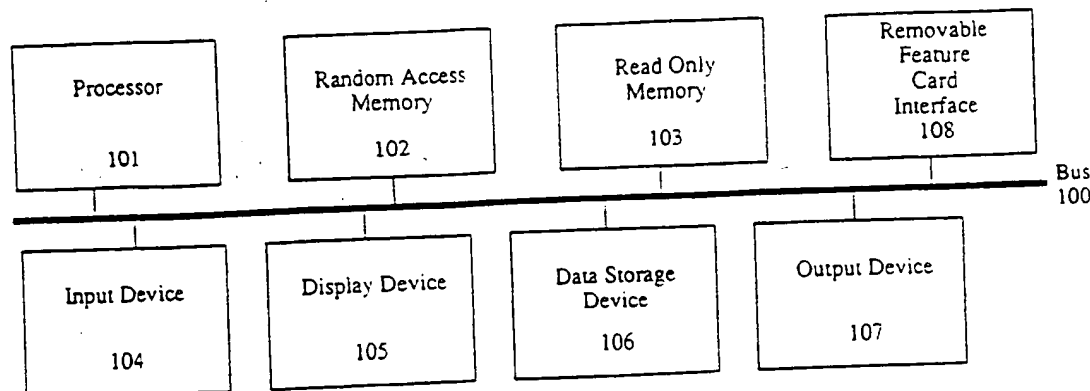 Processor
101
Random Access
Memory
102
Read Only
Memory
103
Removable
Feature
Card
Interface
108
Bus
100
Input Device
104
Display Device
105
Data Storage
Device
106
Output Device
107